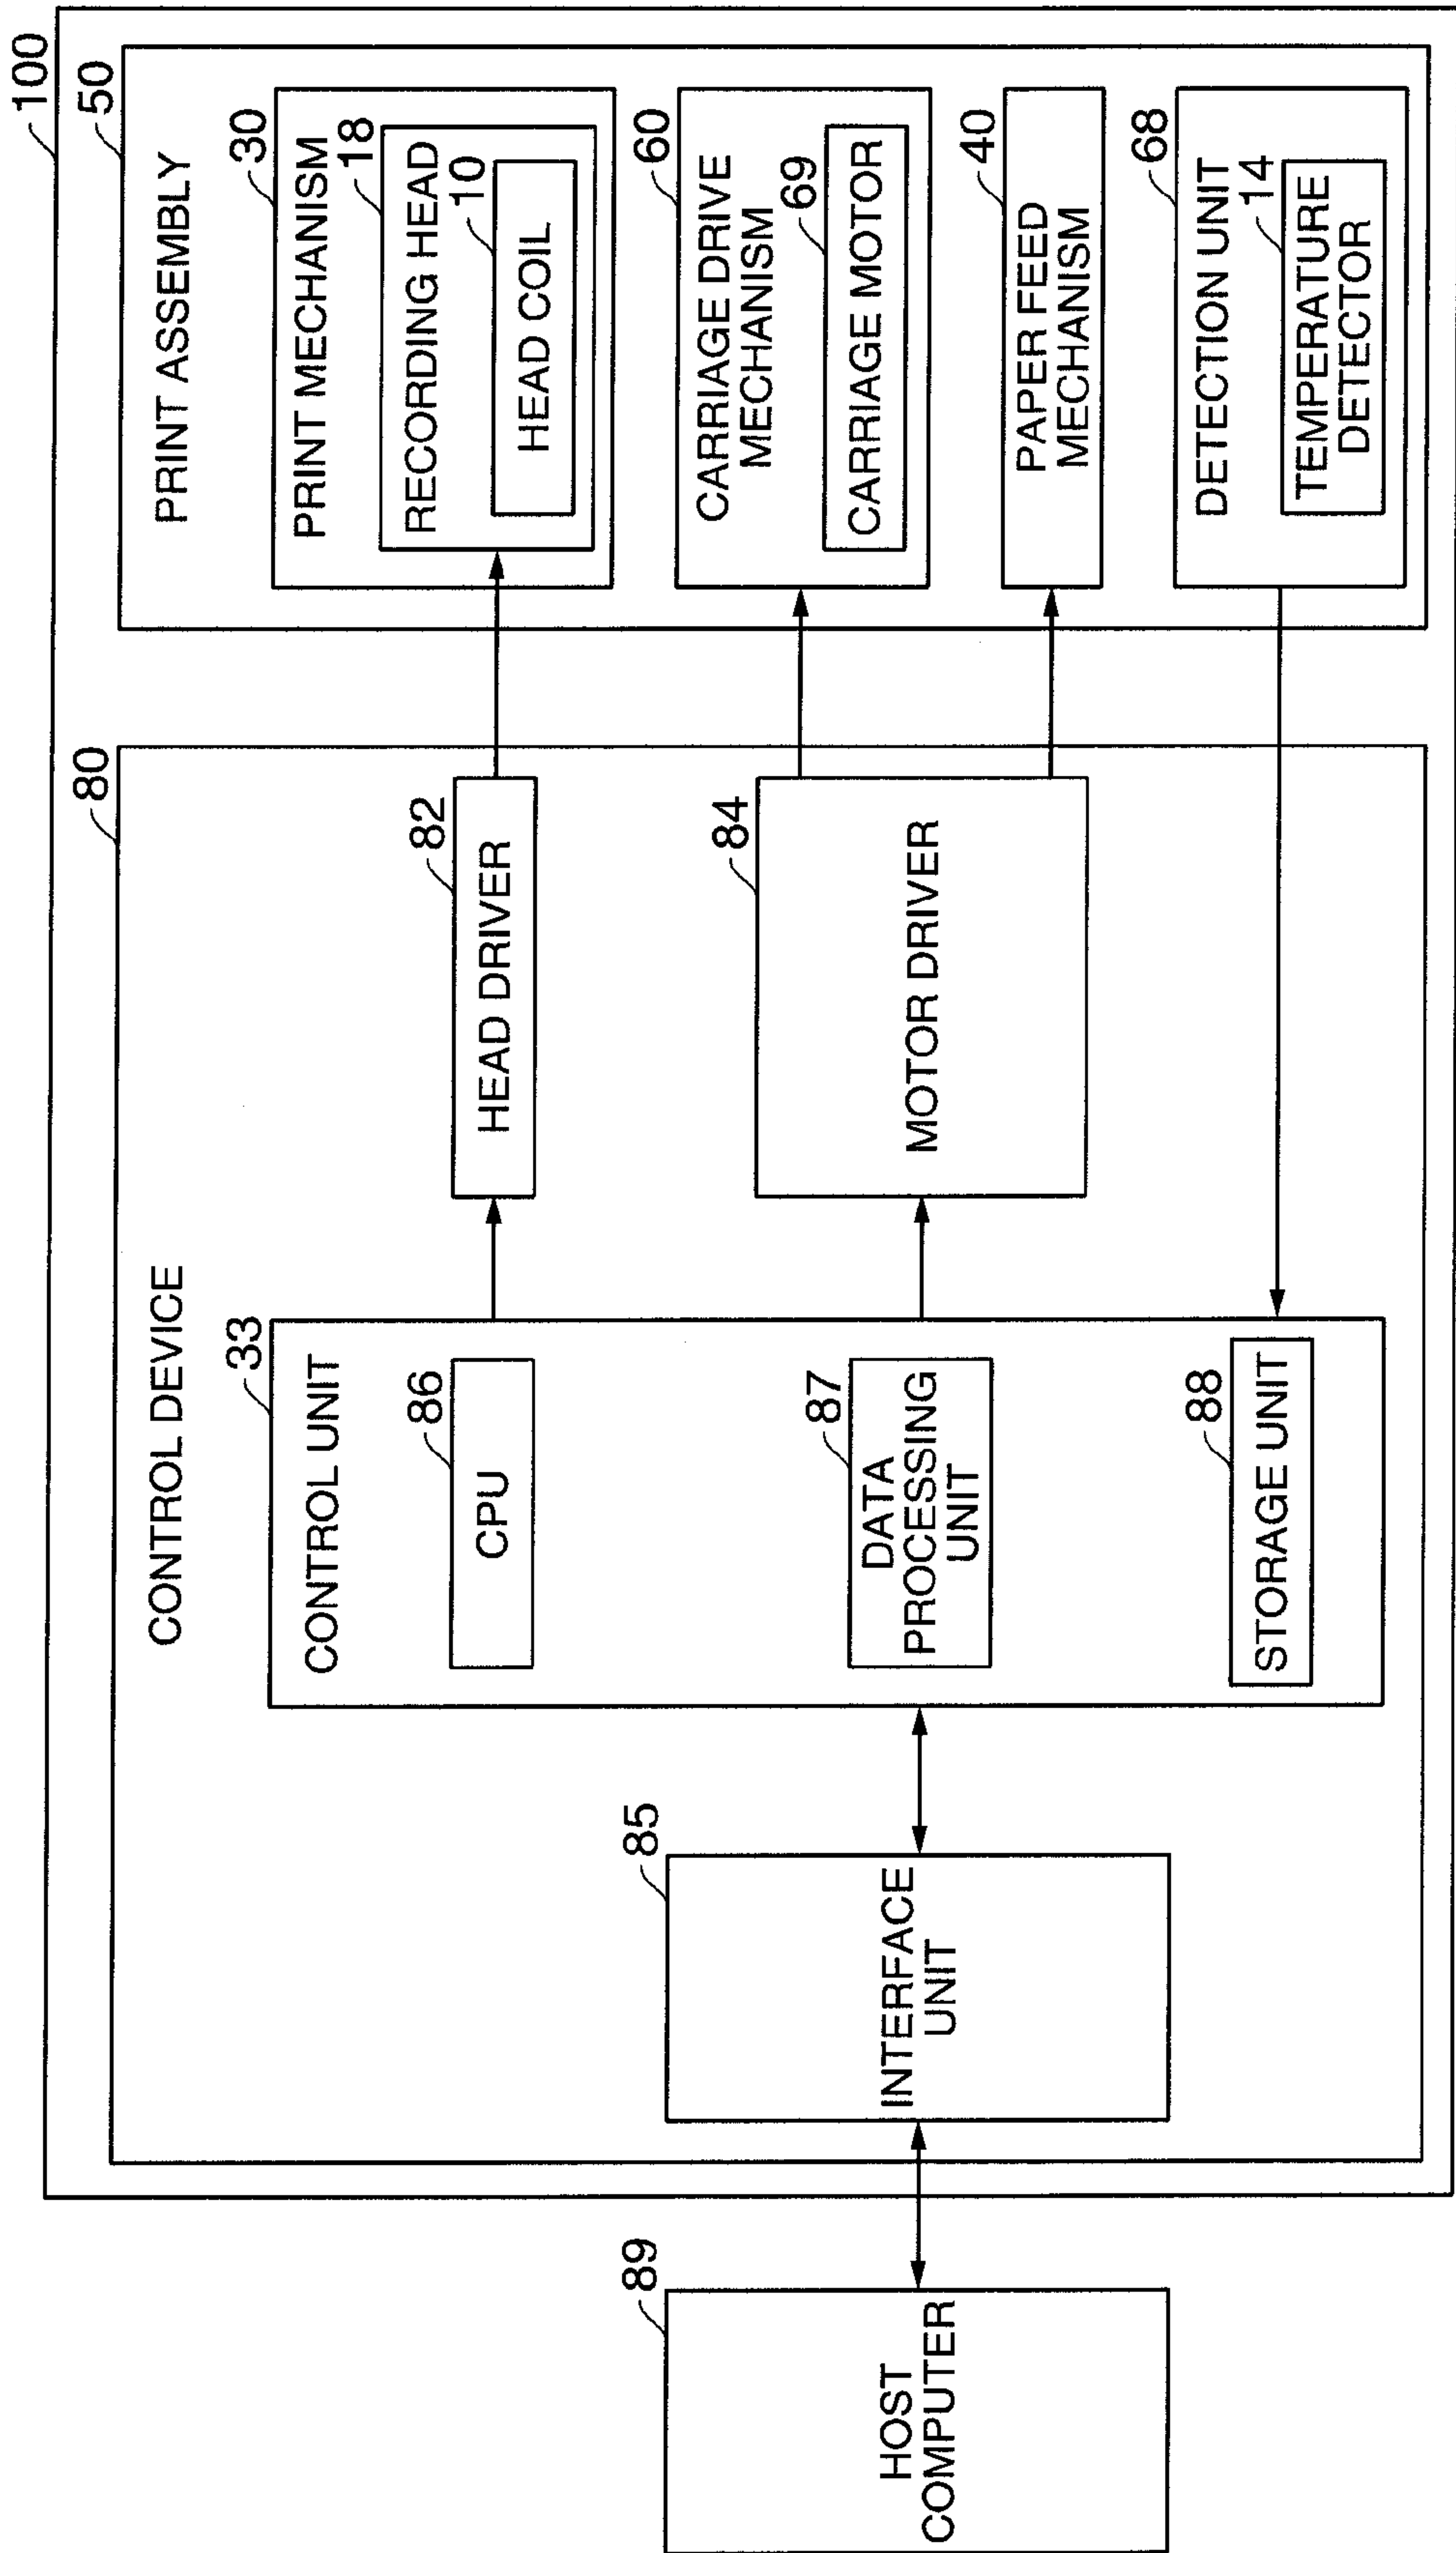 100
50
PRINT ASSEMBLY
30
PRINT MECHANISM
18
RECORDING HEAD
10
HEAD COIL
60
CARRIAGE DRIVE
MECHANISM
69
CARRIAGE MOTOR
40
PAPER FEED
MECHANISM
68
DETECTION UNIT
14
TEMPERATURE
DETECTOR
80
CONTROL DEVICE
82
HEAD DRIVER
84
MOTOR DRIVER
33
CONTROL UNIT
86
CPU
87
DATA
PROCESSING
UNIT
88
STORAGE UNIT
85
INTERFACE
UNIT
89
HOST
COMPUTER